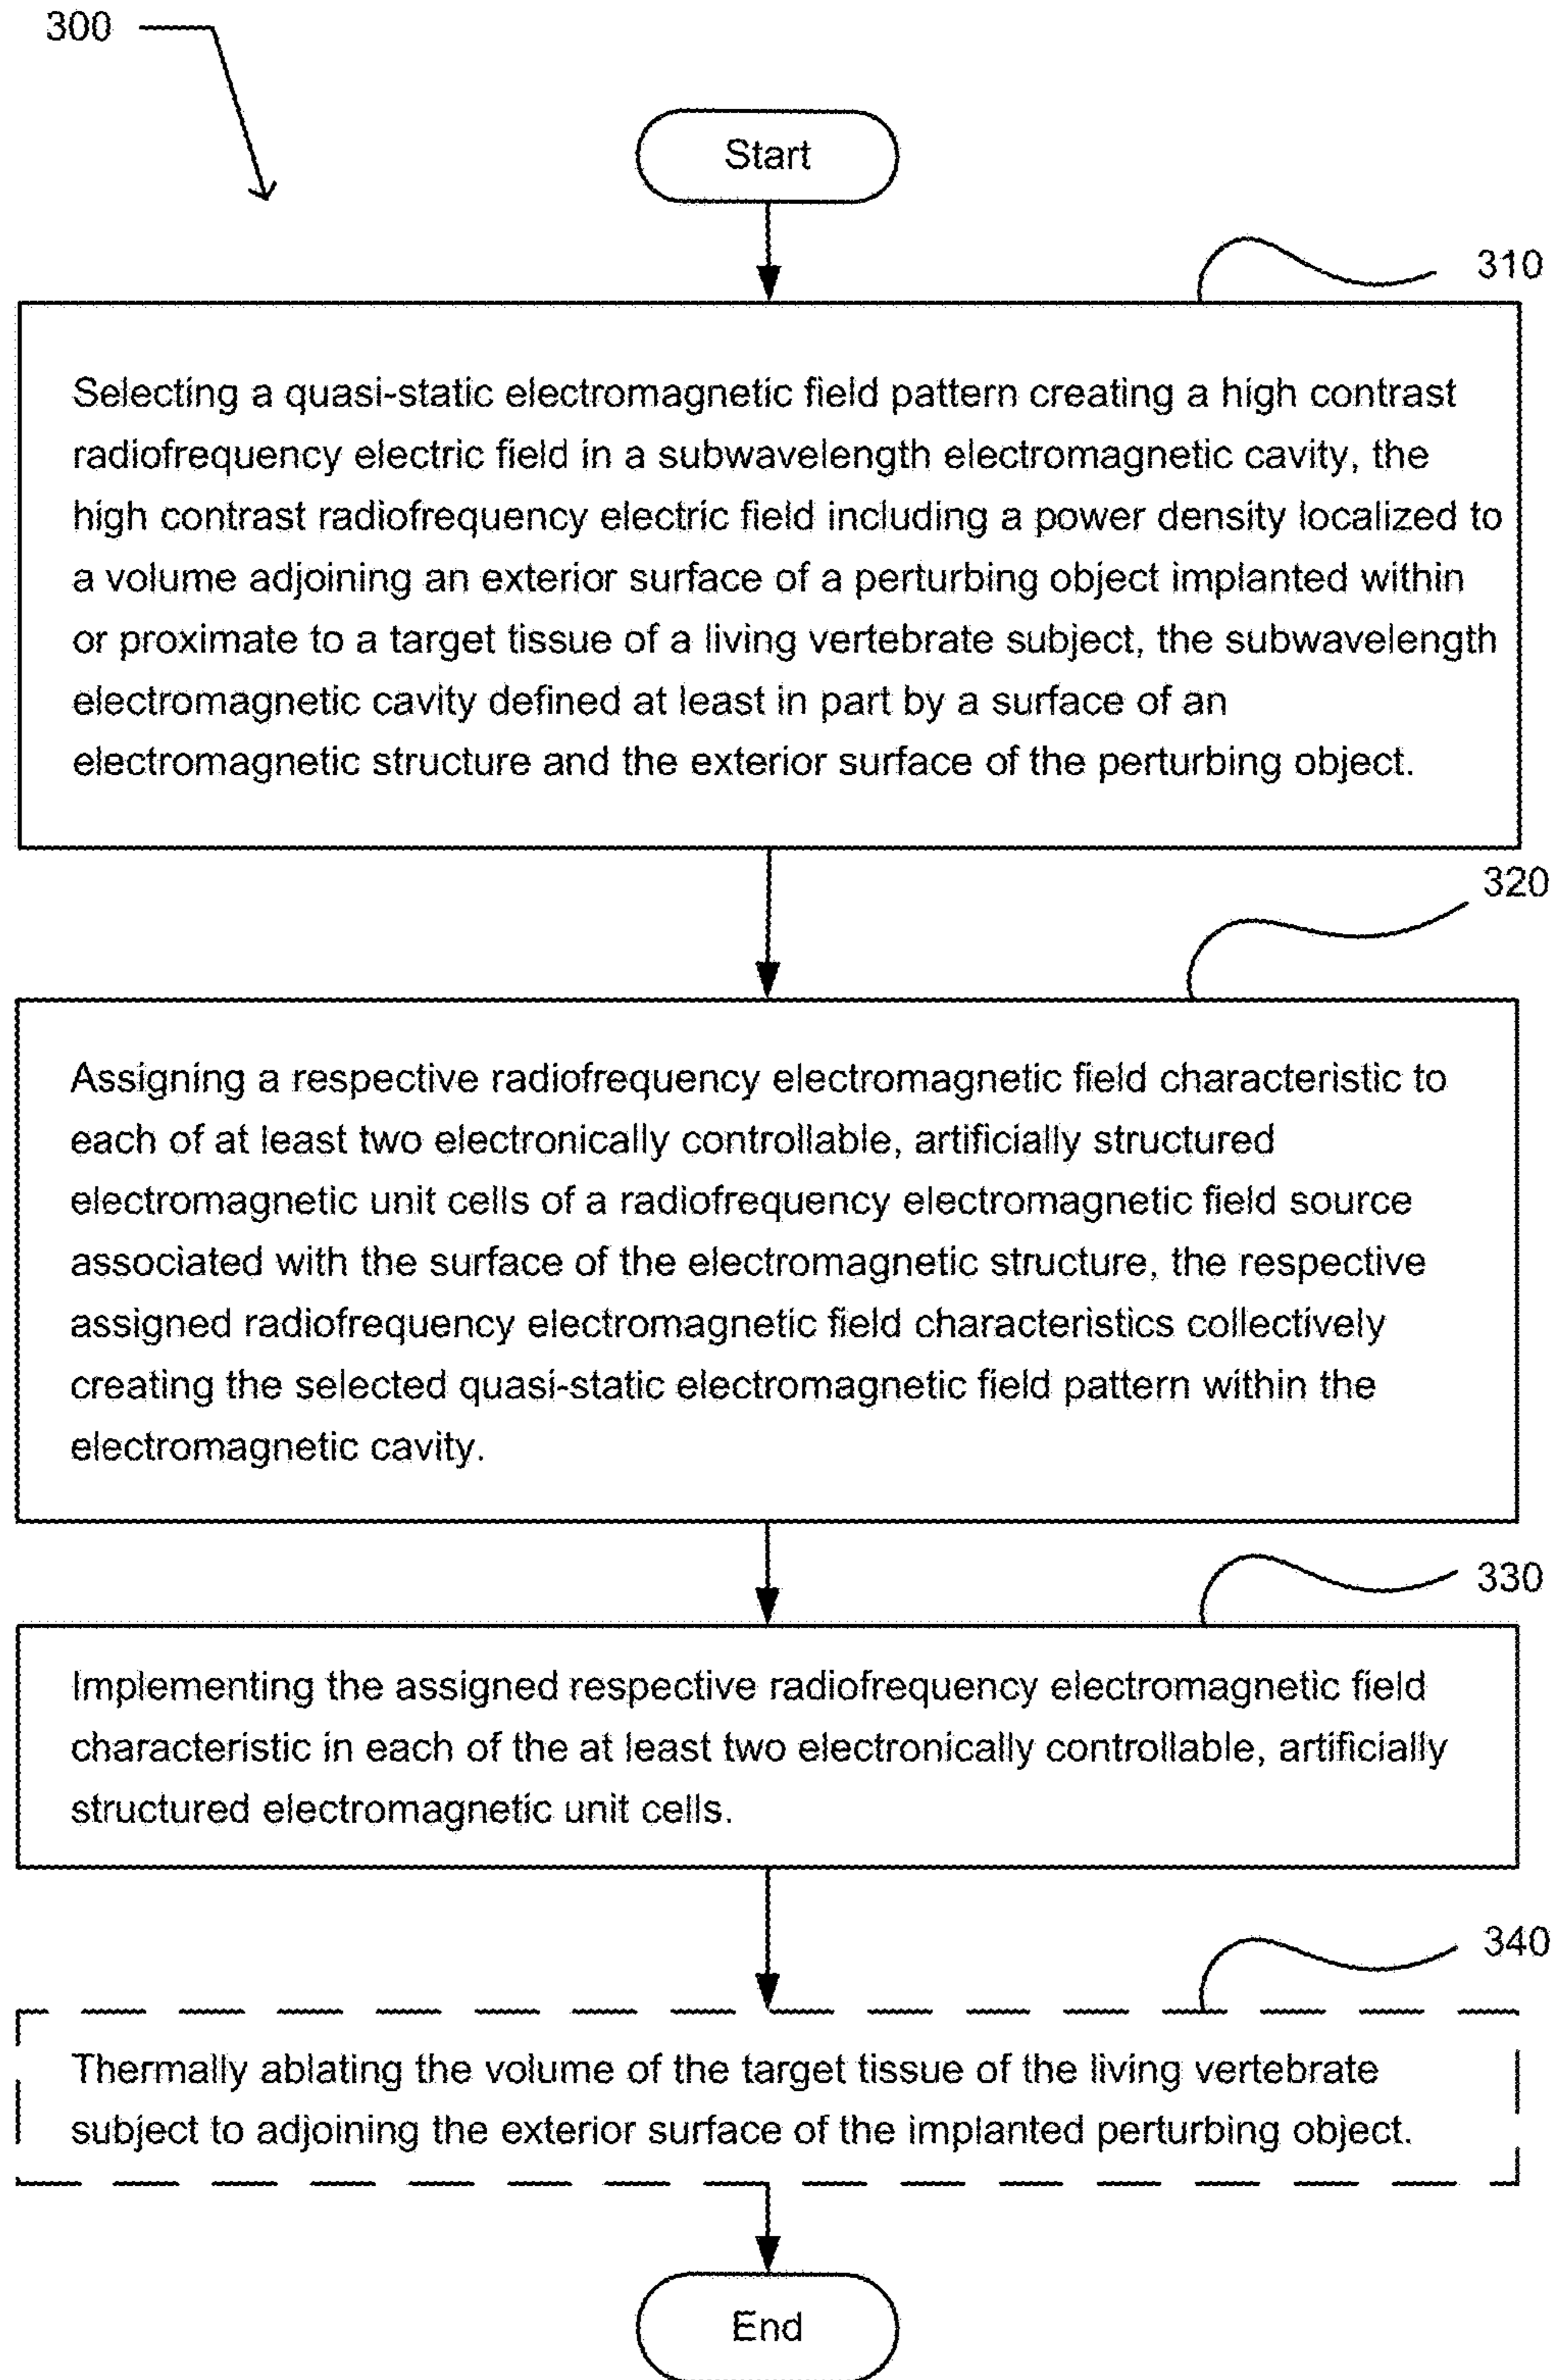 300
Start
310
Selecting a quasi-static electromagnetic field pattern creating a high contrast
radiofrequency electric field in a subwavelength electromagnetic cavity, the
high contrast radiofrequency electric field including a power density localized to
a volume adjoining an exterior surface of a perturbing object implanted within
or proximate to a target tissue of a living vertebrate subject, the subwavelength
electromagnetic cavity defined at least in part by a surface of an
electromagnetic structure and the exterior surface of the perturbing object.
320
Assigning a respective radiofrequency electromagnetic field characteristic to
each of at least two electronically controllable, artificially structured
electromagnetic unit cells of a radiofrequency electromagnetic field source
associated with the surface of the electromagnetic structure, the respective
assigned radiofrequency electromagnetic field characteristics collectively
creating the selected quasi-static electromagnetic field pattern within the
electromagnetic cavity.
330
Implementing the assigned respective radiofrequency electromagnetic field
characteristic in each of the at least two electronically controllable, artificially
structured electromagnetic unit cells.
340
Thermally ablating the volume of the target tissue of the living vertebrate
subject to adjoining the exterior surface of the implanted perturbing object.
End